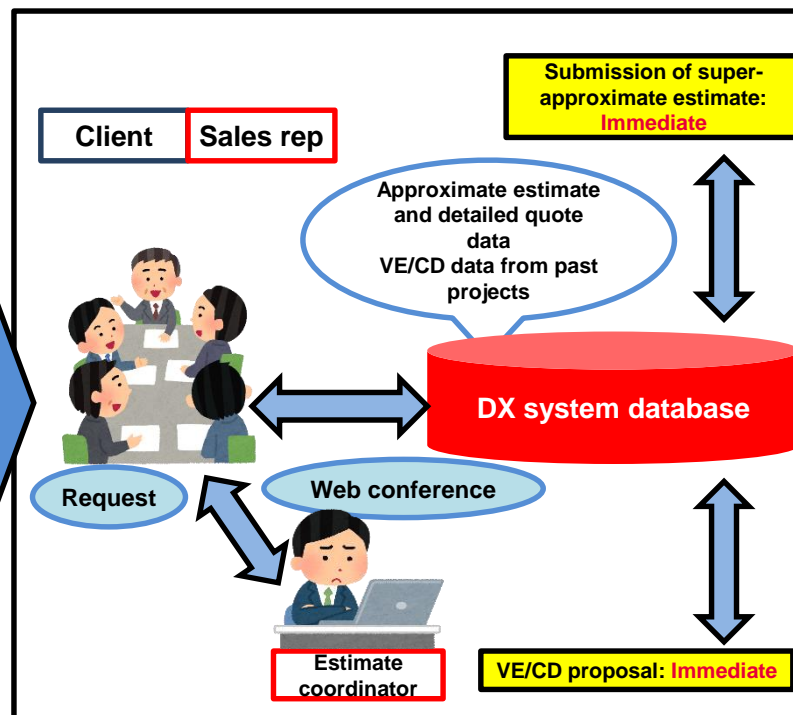 Submission of super-
approximate estimate:
Immediate
Client
Sales rep
Approximate estimate
and detailed quote
data
VE/CD data from past
projects
DX system database
Request
Web conference
Estimate
coordinator
VE/CD proposal: Immediate